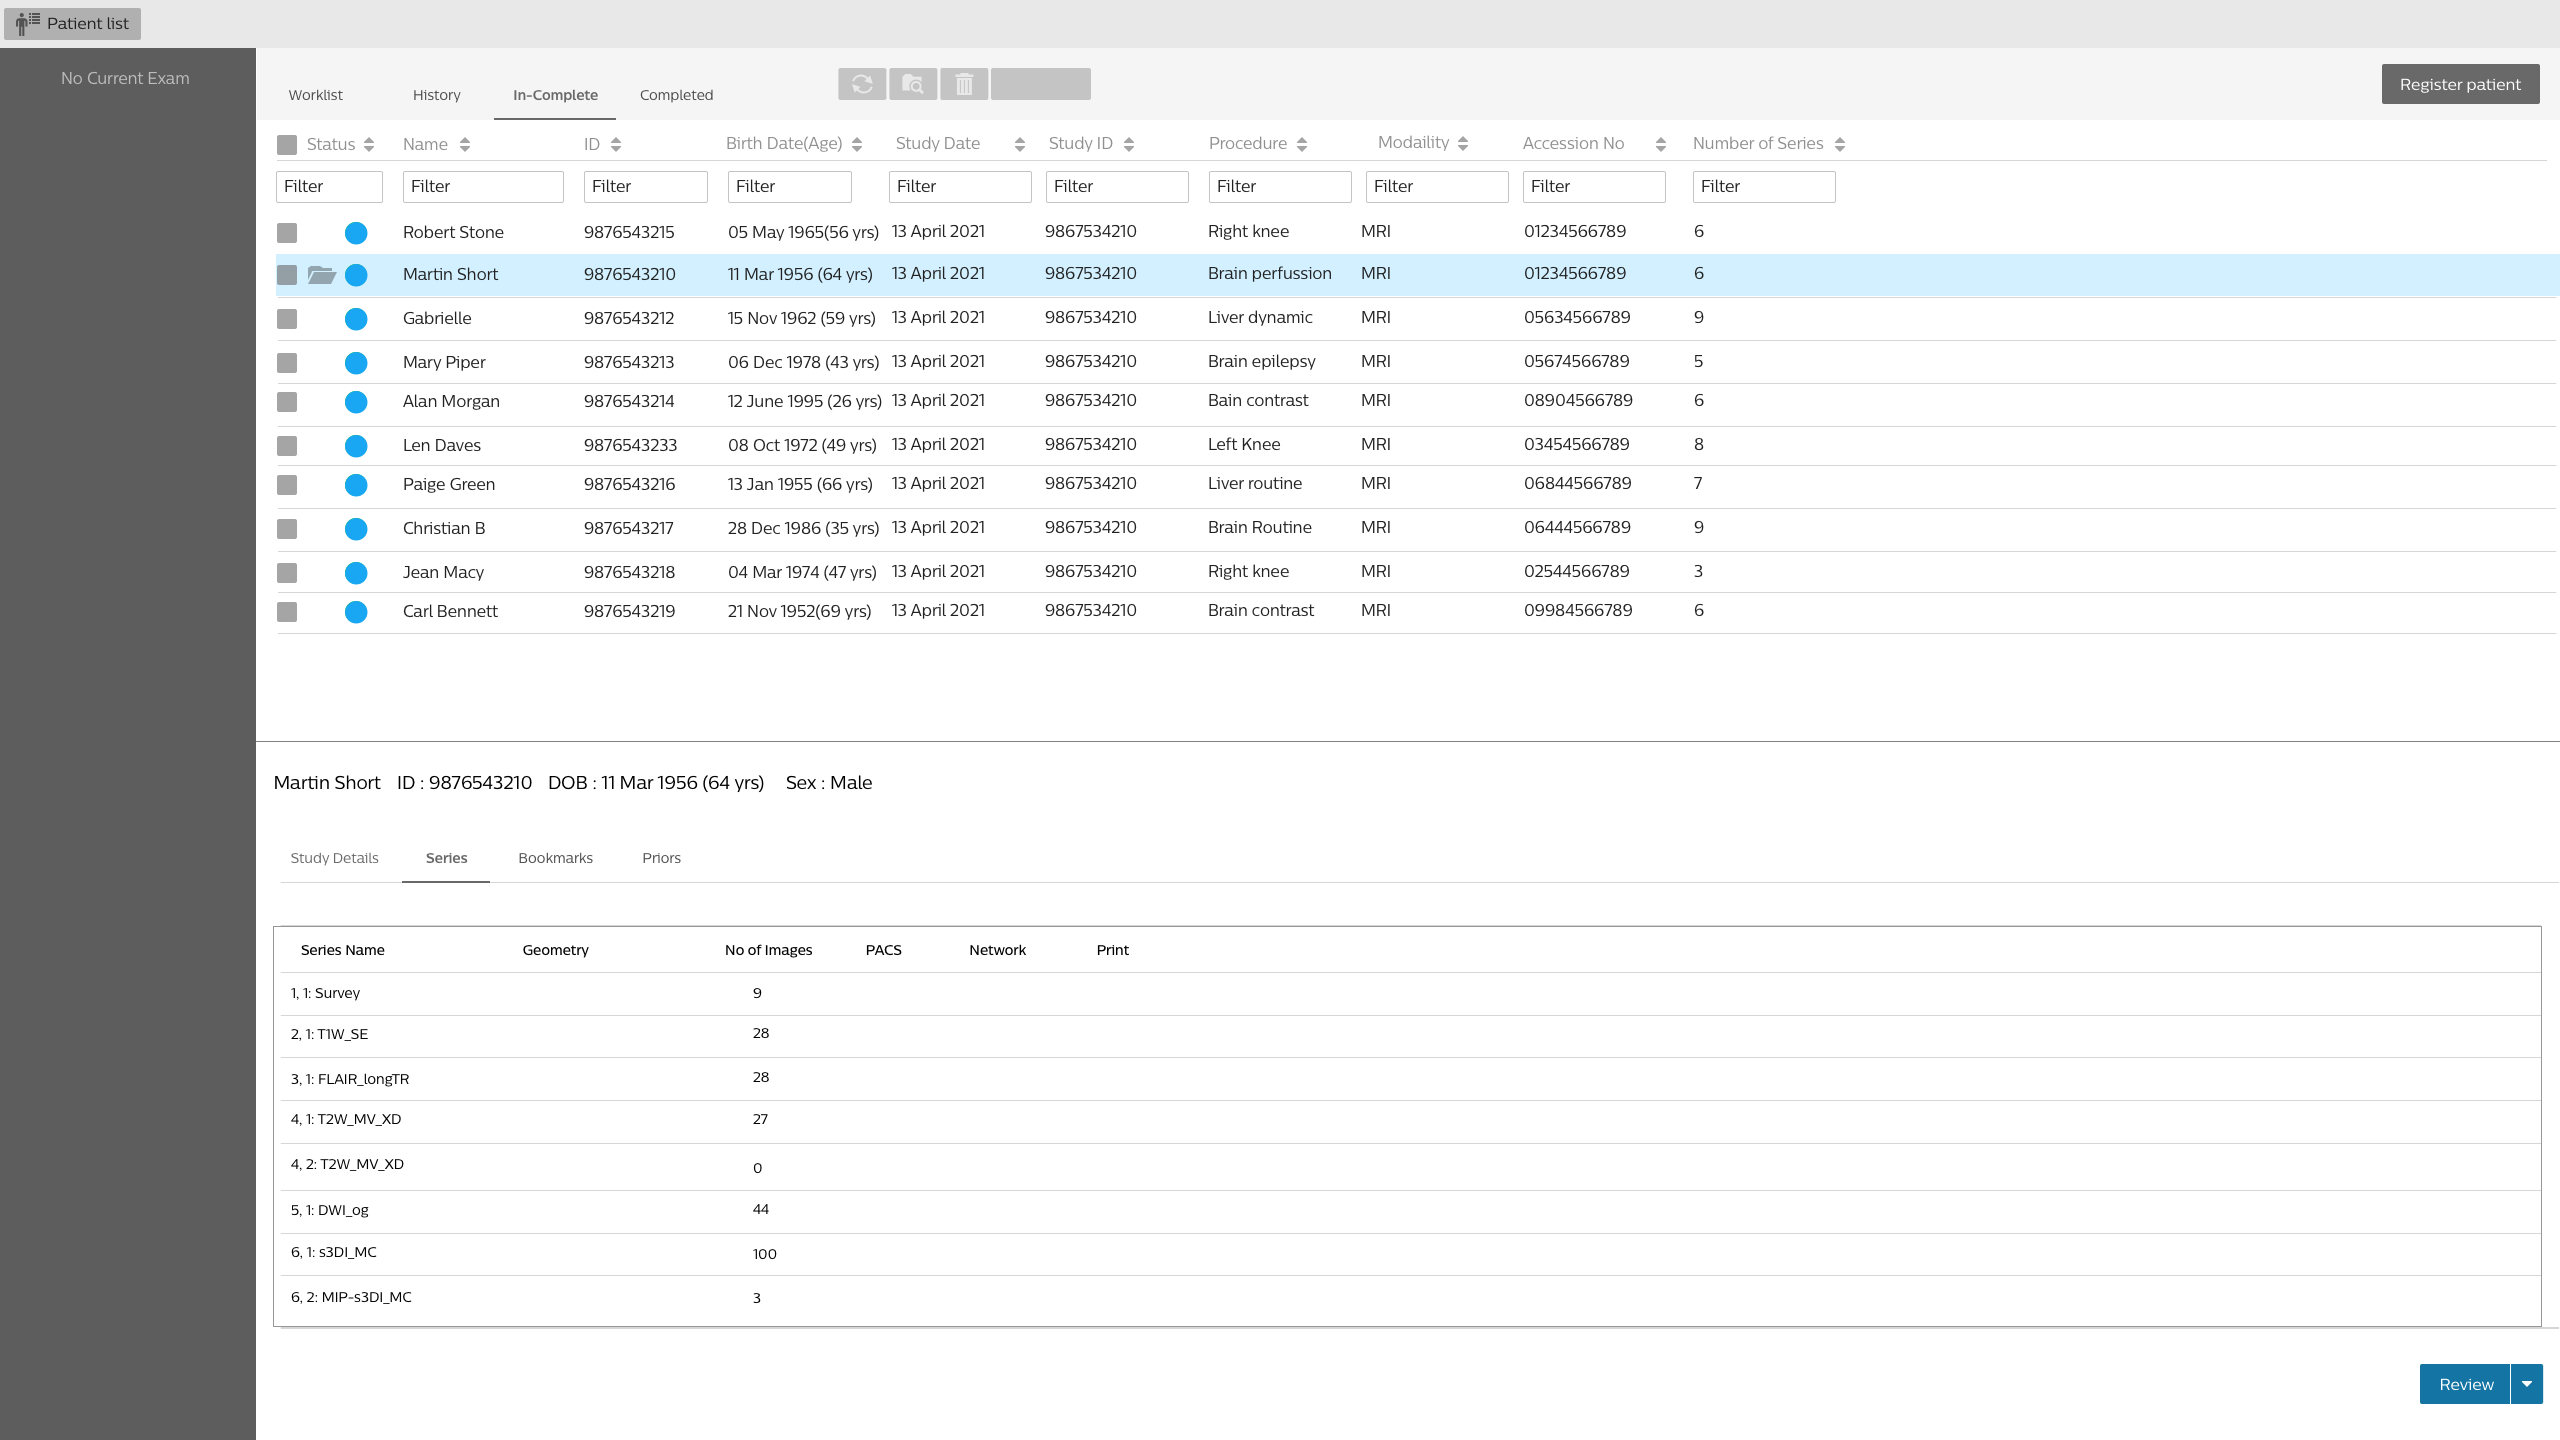 Patient list
No Current Exam
Worklist History In-Complete Completed
Register patient
Status Name ID Birth Date(Age) Study Date Study ID Procedure Modaility Accession No Number of Series
Filter Filter Filter Filter Filter Filter Filter Filter Filter Filter
Robert Stone 9876543215 05 May 1965(56 yrs) 13 April 2021 9867534210 Right knee MRI 01234566789 6
Martin Short 9876543210 11 Mar 1956 (64 yrs) 13 April 2021 9867534210 Brain perfussion MRI 01234566789 6
Gabrielle 9876543212 15 Nov 1962 (59 yrs) 13 April 2021 9867534210 Liver dynamic MRI 05634566789 9
Mary Piper 9876543213 06 Dec 1978 (43 yrs) 13 April 2021 9867534210 Brain epilepsy MRI 05674566789 5
Alan Morgan 9876543214 12 June 1995 (26 yrs) 13 April 2021 9867534210 Bain contrast MRI 08904566789 6
Len Daves 9876543233 08 Oct 1972 (49 yrs) 13 April 2021 9867534210 Left Knee MRI 03454566789 8
Paige Green 9876543216 13 Jan 1955 (66 yrs) 13 April 2021 9867534210 Liver routine MRI 06844566789 7
Christian B 9876543217 28 Dec 1986 (35 yrs) 13 April 2021 9867534210 Brain Routine MRI 06444566789 9
Jean Macy 9876543218 04 Mar 1974 (47 yrs) 13 April 2021 9867534210 Right knee MRI 02544566789 3
Carl Bennett 9876543219 21 Nov 1952(69 yrs) 13 April 2021 9867534210 Brain contrast MRI 09984566789 6
Martin Short ID : 9876543210 DOB : 11 Mar 1956 (64 yrs) Sex : Male
Study Details Series Bookmarks Priors
Series Name Geometry No of Images PACS Network Print
1, 1: Survey 9
2, 1: T1W_SE 28
3, 1: FLAIR_longTR 28
4, 1: T2W_MV_XD 27
4, 2: T2W_MV_XD 0
5, 1: DWI_og 44
6, 1: s3DI_MC 100
6, 2: MIP-s3DI_MC 3
Review